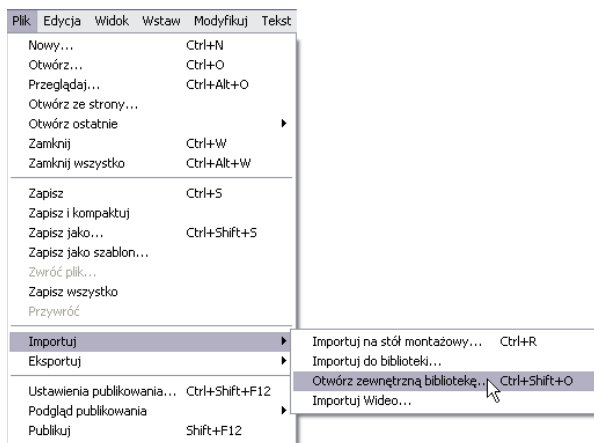 Plik Edycja Widok Wstaw Modyfikuj Tekst
Nowy... Ctrl+N
Otwórz... Ctrl+O
Przeglądaj... Ctrl+Alt+O
Otwórz ze strony...
Otwórz ostatnie
Zamknij Ctrl+W
Zamknij wszystko Ctrl+Alt+W
Zapisz Ctrl+S
Zapisz i kompaktuj
Zapisz jako... Ctrl+Shift+S
Zapisz jako szablon...
Zwróć plik...
Zapisz wszystko
Przywróć
Importuj
Eksportuj
Ustawienia publikowania... Ctrl+Shift+F12
Podgląd publikowania
Publikuj Shift+F12
Importuj na stół montażowy... Ctrl+R
Importuj do biblioteki...
Otwórz zewnętrzną bibliotekę... Ctrl+Shift+O
Importuj Wideo...